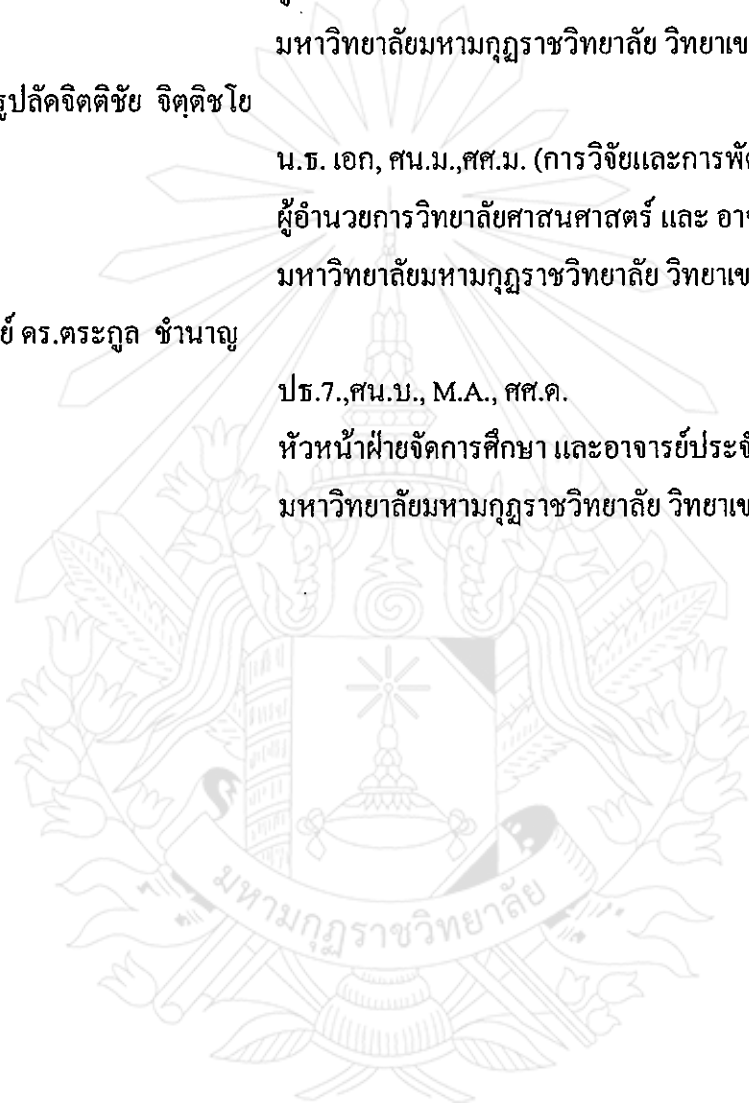 มหาวิทยาลัยมหามกุฏราชวิทยาลัย วิทยาเข
รูปลัดจิตติชัย จิตฺติชโย
น.ธ. เอก, ศน.ม.,ศศ.ม. (การวิจัยและการพั
ผู้อำนวยการวิทยาลัยศาสนศาสตร์ และ อา
มหาวิทยาลัยมหามกุฏราชวิทยาลัย วิทยาเข
ย์ ดร.ตระกูล ชำนาญ
ปธ.7.,ศน.บ., M.A., ศศ.ด.
หัวหน้าฝ่ายจัดการศึกษา และอาจารย์ประจ
มหาวิทยาลัยมหามกุฏราชวิทยาลัย วิทยาเข
มหามกุฏราชวิทยาลัย